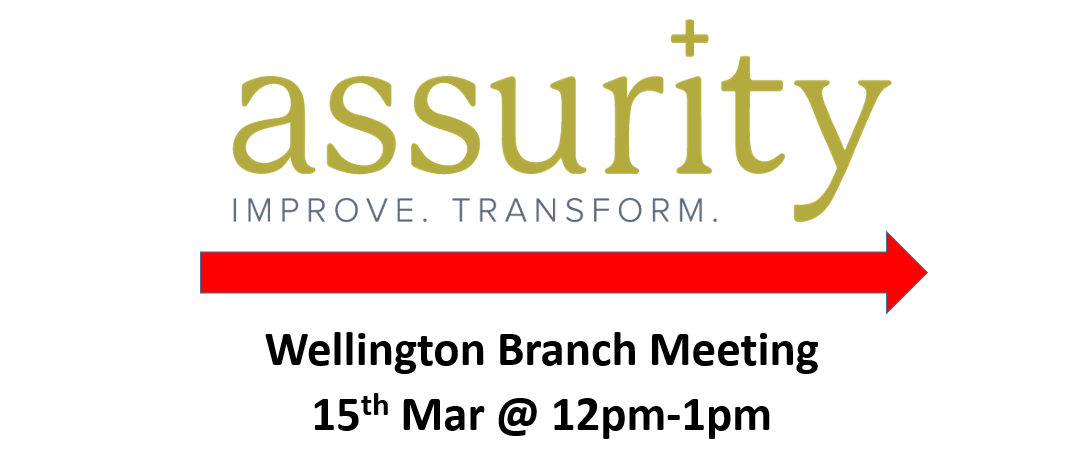 assurity
IMPROVE. TRANSFORM.
Wellington Branch Meeting
15th Mar @ 12pm-1pm